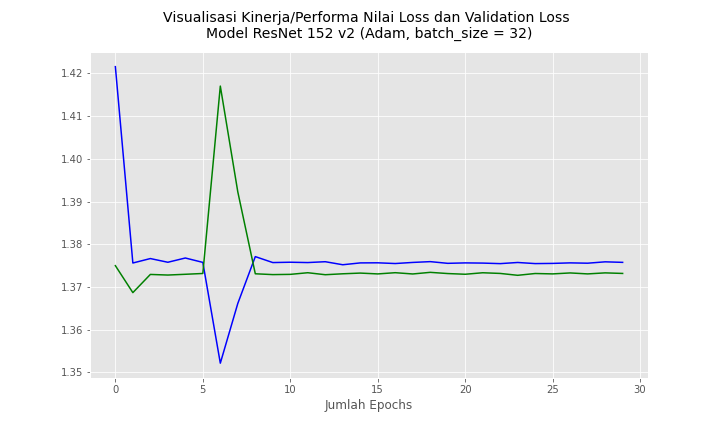 Visualisasi Kinerja/Performa Nilai Loss dan Validation Loss
Model ResNet 152 v2 (Adam, batch_size = 32)
1.42
1.41
1.40
1.39
1.38
1.37
1.36
1.35
0 5 10 15 20 25 30
Jumlah Epochs